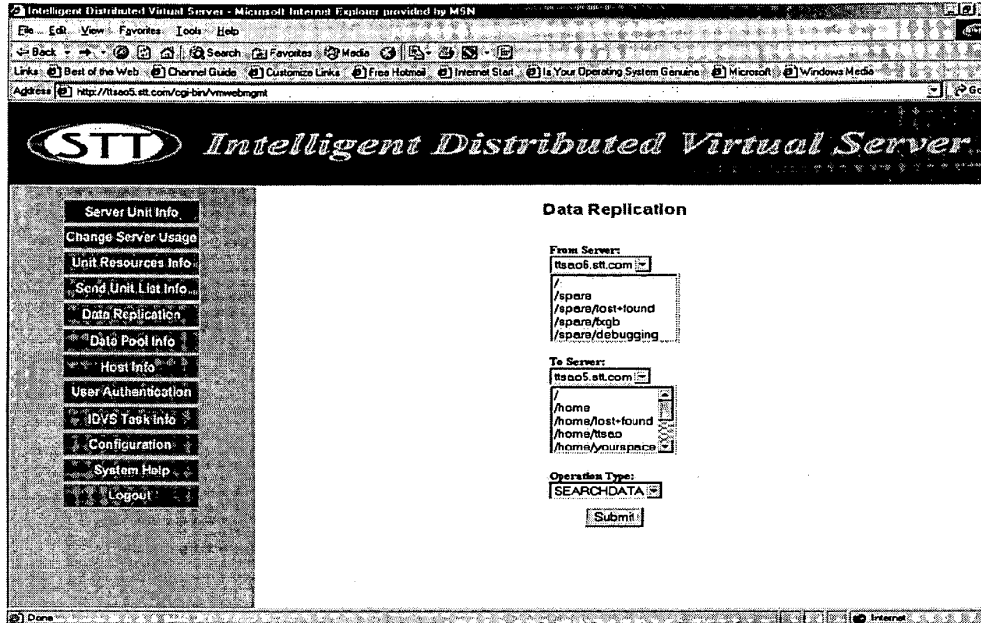 Intelligent Distributed Virtual Server - Microsoft Internet Explorer provided by MSN
File Edit View Favorites Tools Help
Back Search Favorites Media
Links Best of the Web Channel Guide Customize Links Free Hotmail Internet Start Is Your Operating System Genuine Microsoft Windows Media
Address http://ttsao5.stt.com/cgi-bin/vmwebmgmt Go
STT Intelligent Distributed Virtual Server
Server Unit Info
Change Server Usage
Unit Resources Info
Send Unit List Info
Data Replication
Data Pool Info
Host Info
User Authentication
IDVS Task Info
Configuration
System Help
Logout
Data Replication
From Server:
ttsao6.stt.com
/
/spare
/spare/lost+found
/spare/txgb
/spare/debugging
To Server:
ttsao5.stt.com
/
/home
/home/lost+found
/home/ttsao
/home/yourspace
Operation Type:
SEARCHDATA
Submit
Done Internet